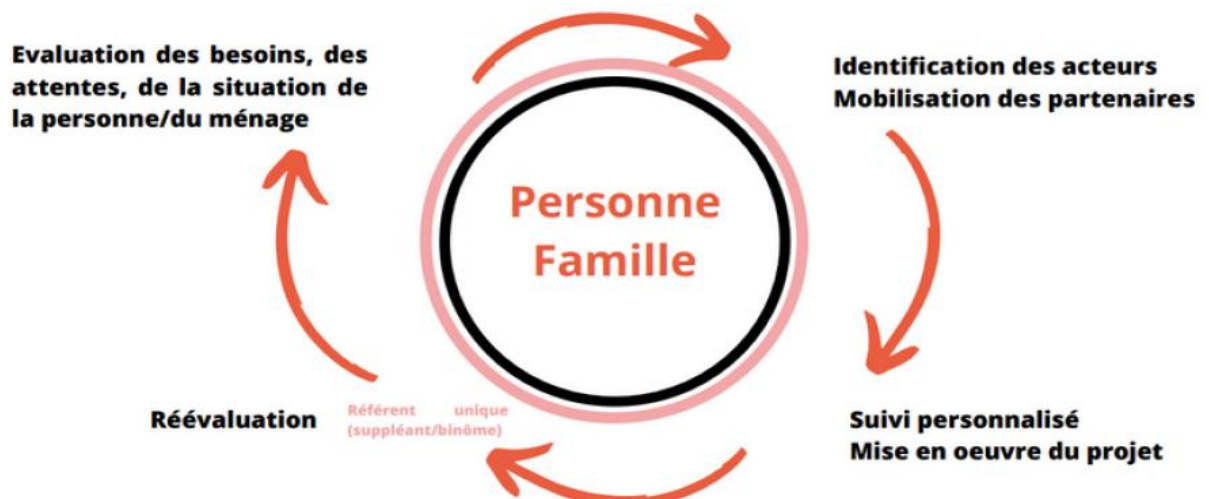 Evaluation des besoins, des
attentes, de la situation de
la personne/du ménage
Identification des acteurs
Mobilisation des partenaires
Personne
Famille
Réévaluation
Référent unique
(suppléant/binôme)
Suivi personnalisé
Mise en oeuvre du projet